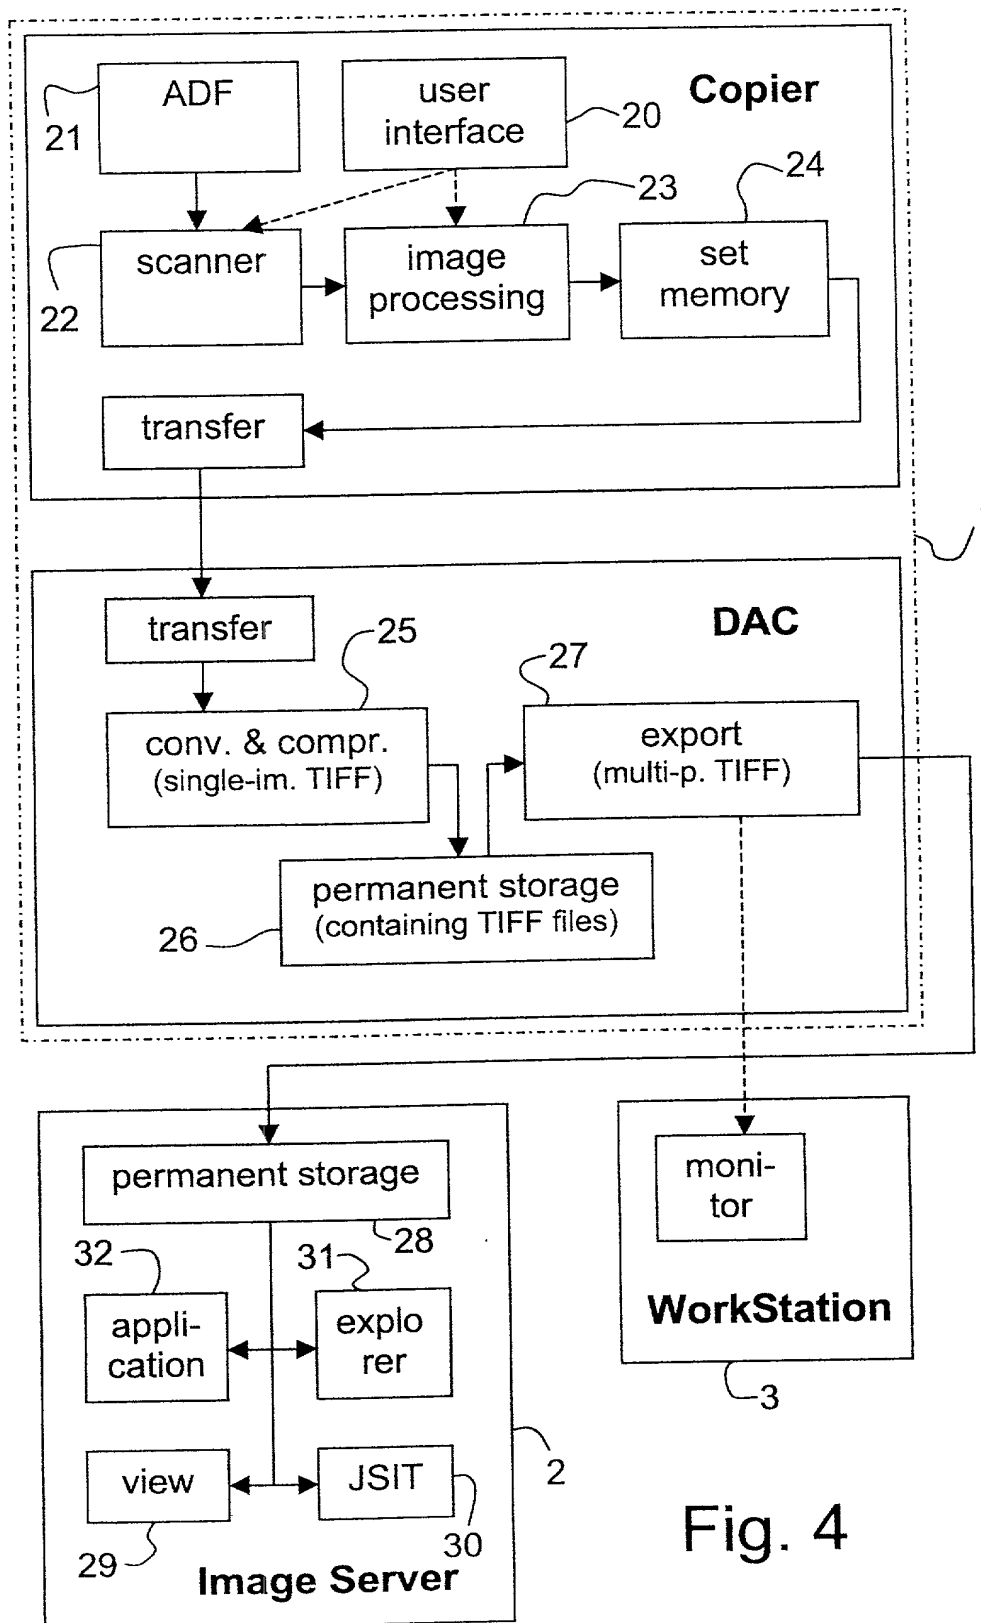 ADF
user
interface
Copier
21
20
scanner
image
processing
23
set
memory
24
22
transfer
transfer
DAC
25
27
conv. & compr.
(single-im. TIFF)
export
(multi-p. TIFF)
permanent storage
(containing TIFF files)
26
permanent storage
28
moni-
tor
32
31
appli-
cation
explo
rer
WorkStation
3
view
JSIT
2
29
30
Image Server
Fig. 4